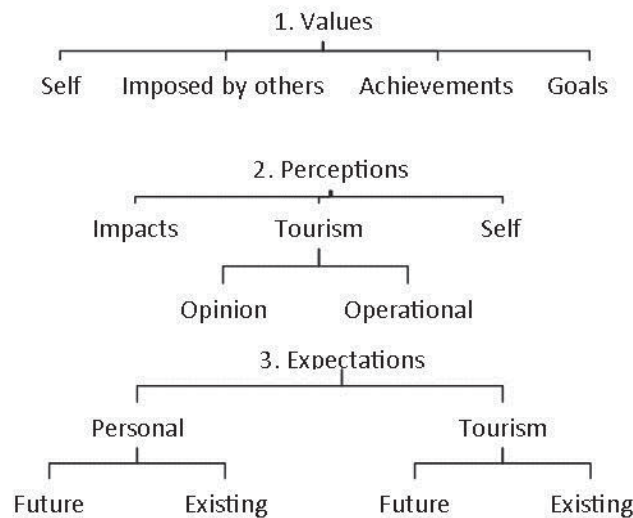 1. Values
Self Imposed by others Achievements Goals
2. Perceptions
Impacts Tourism Self
Opinion Operational
3. Expectations
Personal Tourism
Future Existing Future Existing